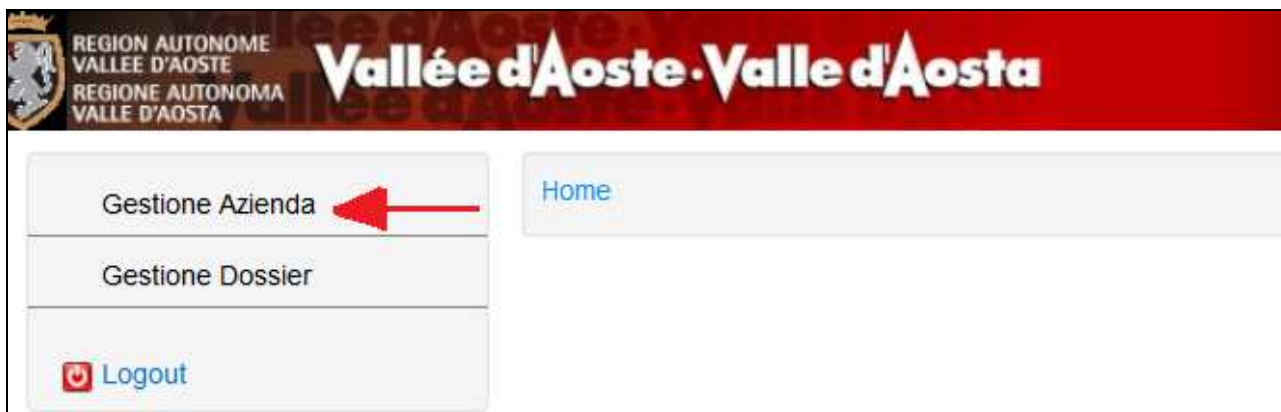 REGION AUTONOME
VALLEE D'AOSTE
REGIONE AUTONOMA
VALLE D'AOSTA
Vallée d'Aoste·Valle d'Aosta
Gestione Azienda
Home
Gestione Dossier
Logout